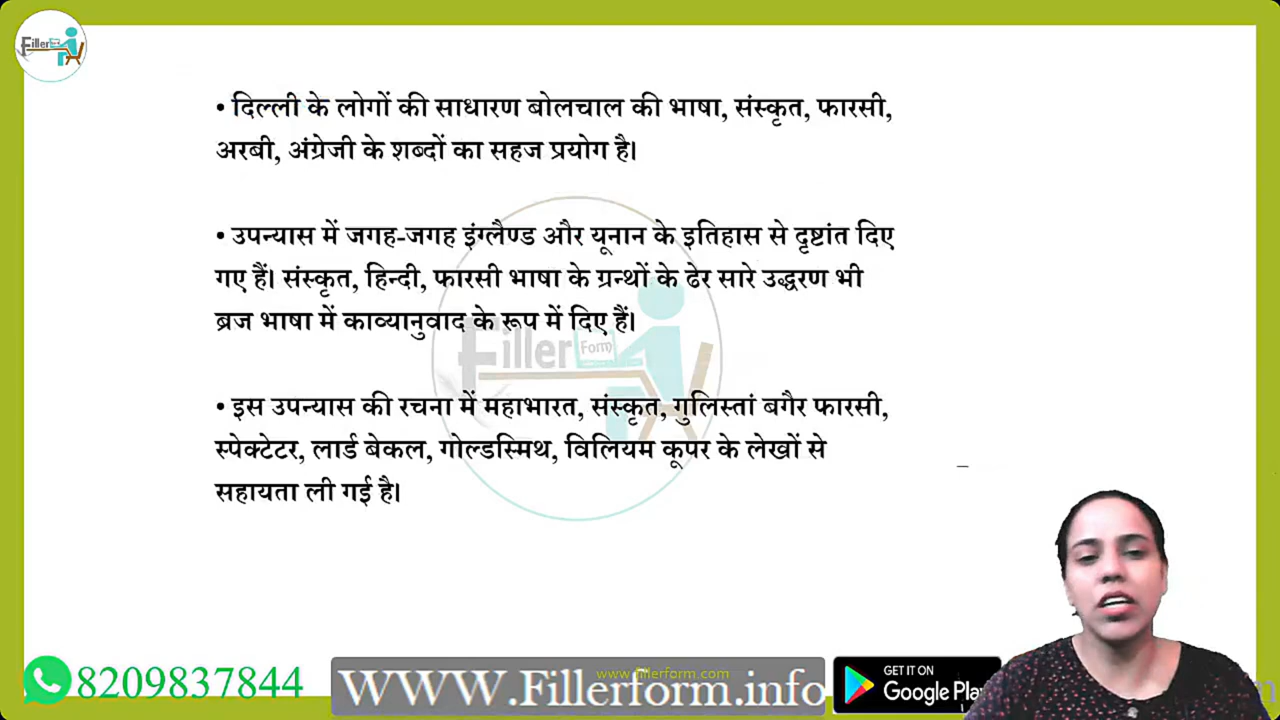 Filler
• दिल्ली के लोगों की साधारण बोलचाल की भाषा, संस्कृत, फारसी,
अरबी, अंग्रेजी के शब्दों का सहज प्रयोग है।
• उपन्यास में जगह-जगह इंग्लैण्ड और यूनान के इतिहास से दृष्टांत दिए
गए हैं। संस्कृत, हिन्दी, फारसी भाषा के ग्रन्थों के ढेर सारे उद्धरण भी
ब्रज भाषा में काव्यानुवाद के रूप में दिए हैं।
Filler Form
• इस उपन्यास की रचना में महाभारत, संस्कृत, गुलिस्तां बगैर फारसी,
स्पेक्टेटर, लार्ड बेकल, गोल्डस्मिथ, विलियम कूपर के लेखों से
सहायता ली गई है।
8209837844
www.fillerform.com
WWW.Fillerform.info
GET IT ON
Google Play